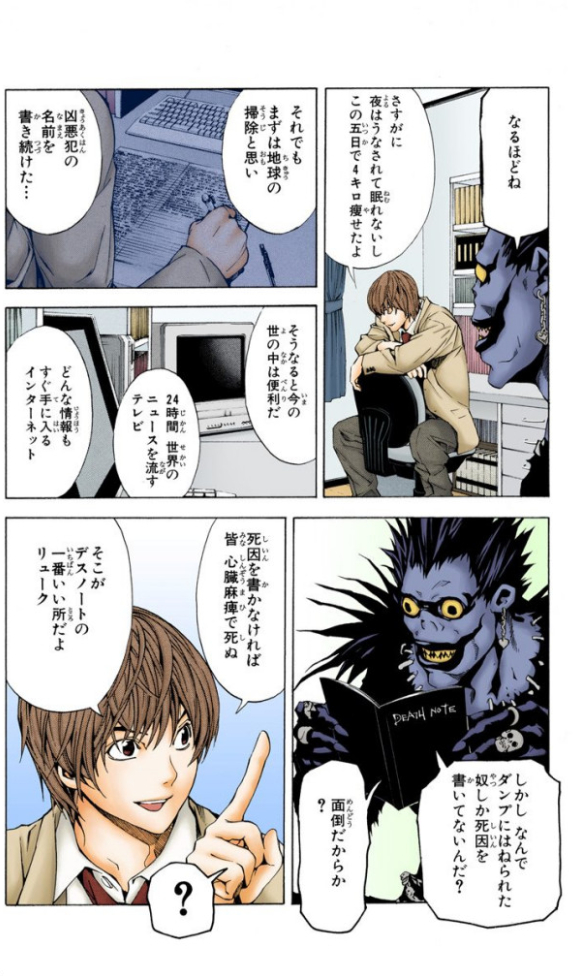 なるほどね
さすがに
夜はうなされて眠れないし
この五日で4キロ痩せたよ
それでも
まずは地球の
掃除と思い
凶悪犯の
名前を
書き続けた…
そうなると今の
世の中は便利だ
24時間 世界の
ニュースを流す
テレビ
どんな情報も
すぐ手に入る
インターネット
DEATH NOTE
しかし なんで
ダンプにはねられた
奴しか死因を
書いてないんだ?
面倒だからか
?
死因を書かなければ
皆 心臓麻痺で死ぬ
そこが
デスノートの
一番いい所だよ
リューク
?